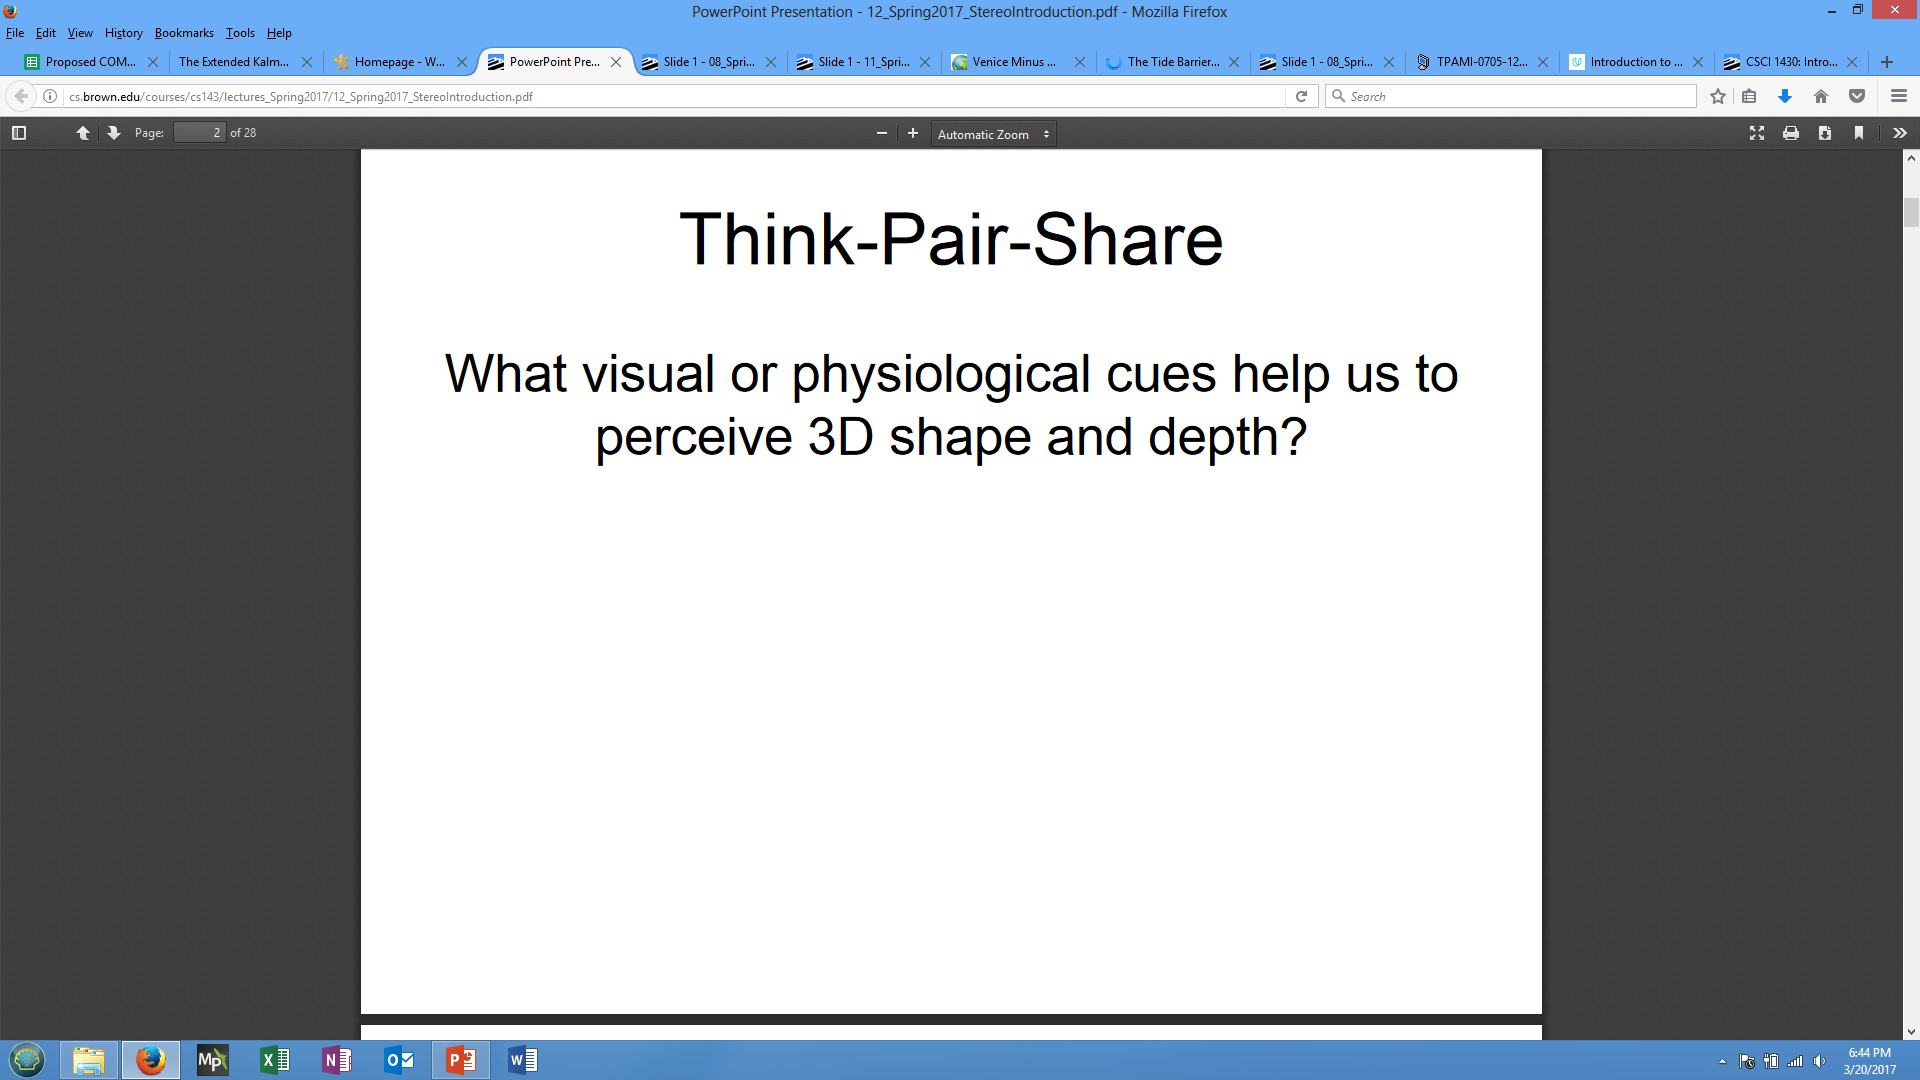 PowerPoint Presentation - 12_Spring2017_StereoIntroduction.pdf - Mozilla Firefox
File Edit View History Bookmarks Tools Help
Proposed COM... The Extended Kalm... Homepage - W... PowerPoint Pre... Slide 1 - 08_Spri... Slide 1 - 11_Spri... Venice Minus ... The Tide Barrier... Slide 1 - 08_Spri... TPAMI-0705-12... Introduction to ... CSCI 1430: Intro...
cs.brown.edu/courses/cs143/lectures_Spring2017/12_Spring2017_StereoIntroduction.pdf Search
Page: 2 of 28 Automatic Zoom
Think-Pair-Share
What visual or physiological cues help us to
perceive 3D shape and depth?
6:44 PM
3/20/2017